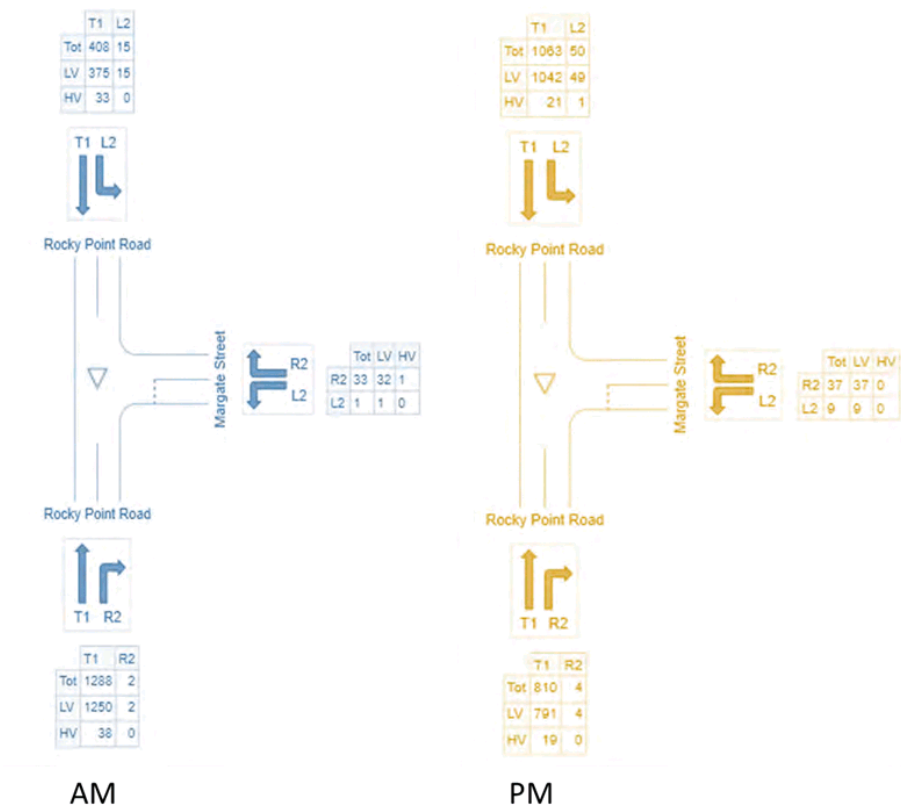 T1 L2
Tot 408 15
LV 375 15
HV 33 0
T1 L2
Rocky Point Road
Margate Street
R2
L2
Tot LV HV
R2 33 32 1
L2 1 1 0
Rocky Point Road
T1 R2
T1 R2
Tot 1288 2
LV 1250 2
HV 38 0
AM
T1 L2
Tot 1063 50
LV 1042 49
HV 21 1
T1 L2
Rocky Point Road
Margate Street
R2
L2
Tot LV HV
R2 37 37 0
L2 9 9 0
Rocky Point Road
T1 R2
T1 R2
Tot 810 4
LV 791 4
HV 19 0
PM